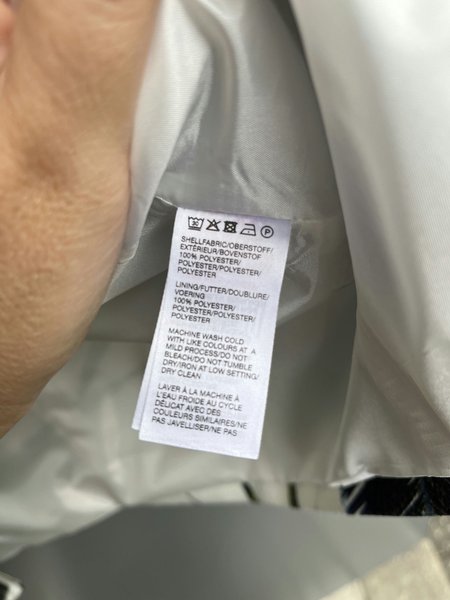 30
P
SHELLFABRIC/OBERSTOFF/
EXTÉRIEUR/BOVENSTOF
100% POLYESTER/
POLYESTER/POLYESTER/
POLYESTER
LINING/FUTTER/DOUBLURE/
VOERING
100% POLYESTER/
POLYESTER/POLYESTER/
POLYESTER
MACHINE WASH COLD
WITH LIKE COLOURS AT A
MILD PROCESS/DO NOT
BLEACH/DO NOT TUMBLE
DRY/IRON AT LOW SETTING/
DRY CLEAN
LAVER À LA MACHINE À
L'EAU FROIDE AU CYCLE
DÉLICAT AVEC DES
COULEURS SIMILAIRES/NE
PAS JAVELLISER/NE PAS